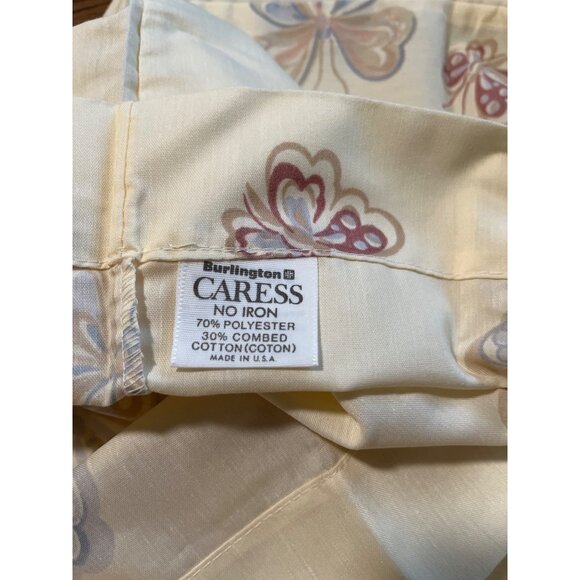 Burlington
CARESS
NO IRON
70% POLYESTER
30% COMBED
COTTON (COTON)
MADE IN U.S.A.